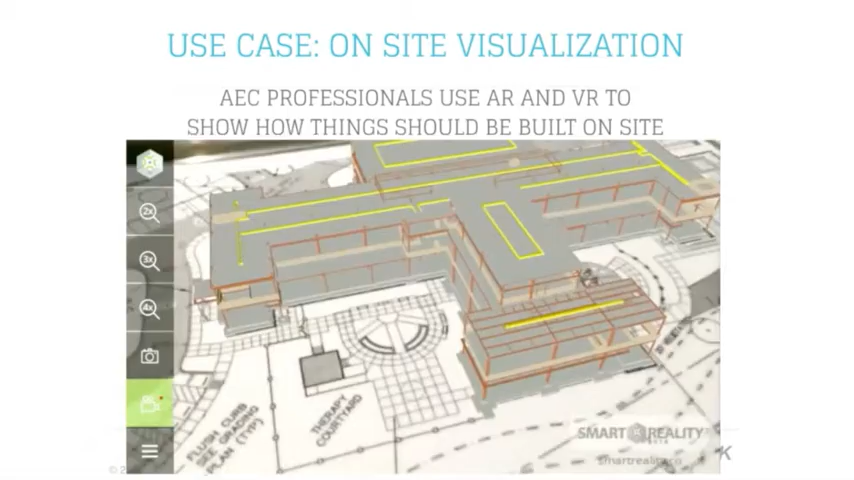 USE CASE: ON SITE VISUALIZATION
AEC PROFESSIONALS USE AR AND VR TO
SHOW HOW THINGS SHOULD BE BUILT ON SITE
2x
3x
4x
FLUSH CURB
SEE GRADING
PLAN (TYP)
THERAPY
COURTYARD
SMART REALITY
smartreality.co
K
© 2